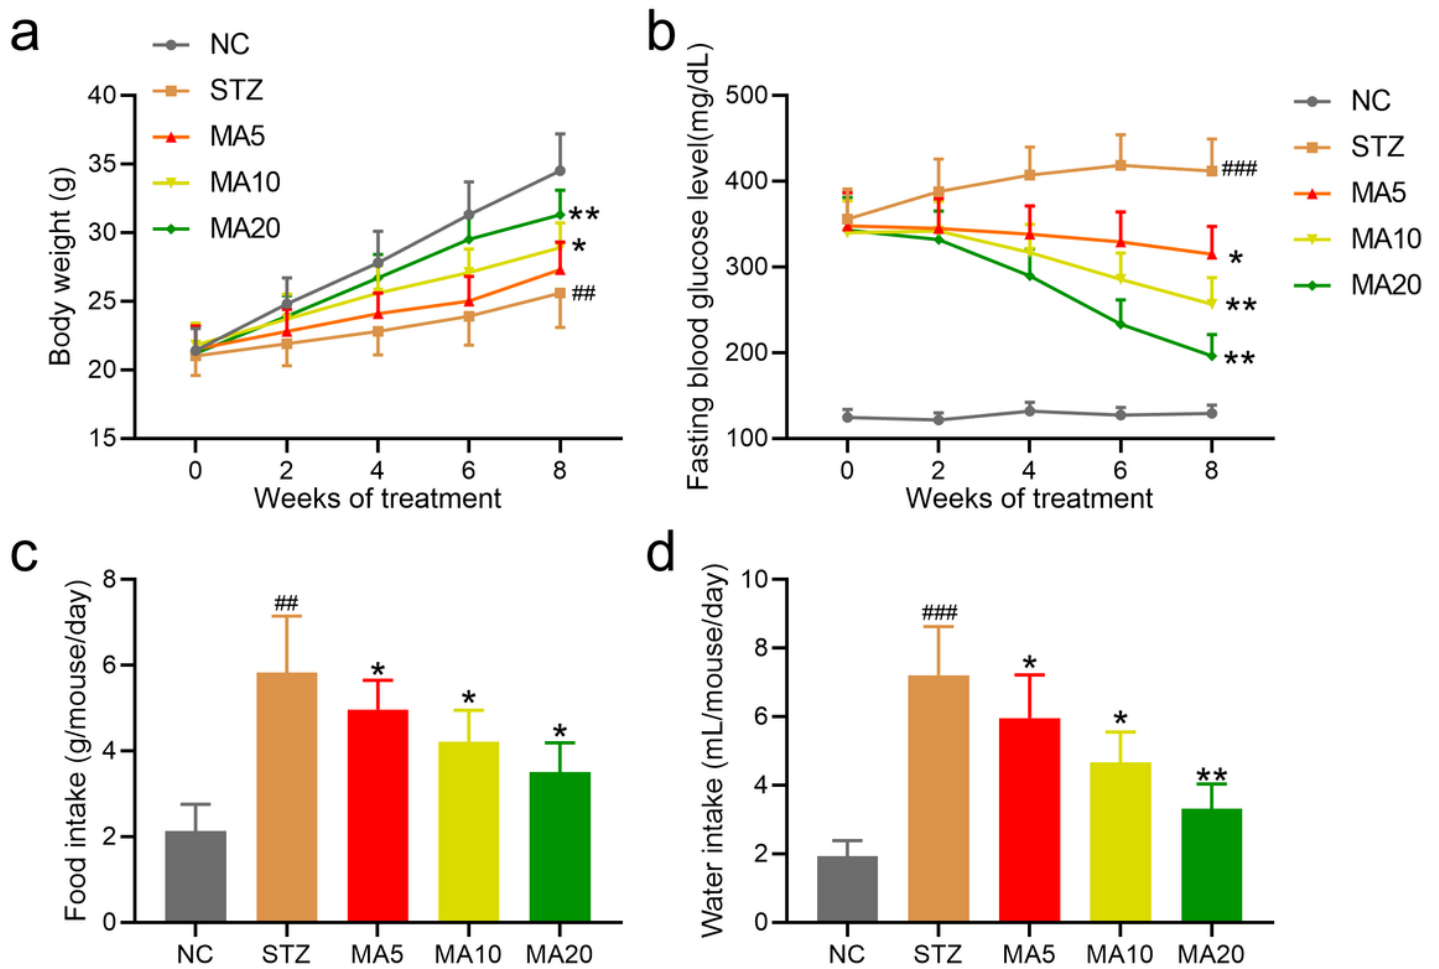 a
NC
STZ
MA5
MA10
MA20
40
35
30
25
20
15
Body weight (g)
**
*
##
0 2 4 6 8
Weeks of treatment
b
500
400
300
200
100
Fasting blood glucose level(mg/dL)
###
*
**
**
0 2 4 6 8
Weeks of treatment
NC
STZ
MA5
MA10
MA20
c
8
6
4
2
0
Food intake (g/mouse/day)
##
*
*
*
NC STZ MA5 MA10 MA20
d
10
8
6
4
2
0
Water intake (mL/mouse/day)
###
*
*
**
NC STZ MA5 MA10 MA20